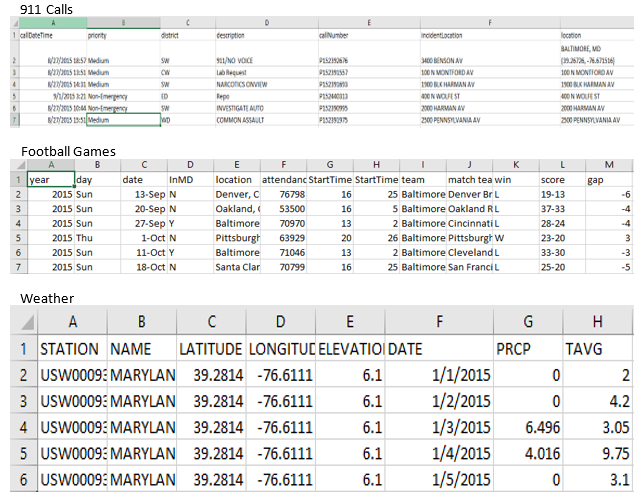 911 Calls
A B C D E F
1 callDateTime priority district description callNumber incidentLocation location
BALTIMORE, MD
2 8/27/2015 18:57 Medium SW 911/NO VOICE P152392676 3400 BENSON AV (39.26726, -76.671516)
3 8/27/2015 13:51 Medium CW Lab Request P152391557 100 N MONTFORD AV 100 N MONTFORD AV
4 8/27/2015 14:31 Medium SW NARCOTICS ONVIEW P152391693 1900 BLK HARMAN AV 1900 BLK HARMAN AV
5 9/1/2015 3:21 Non-Emergency ED Repo P152440313 400 N WOLFE ST 400 N WOLFE ST
6 8/27/2015 10:44 Non-Emergency SW INVESTIGATE AUTO P152390995 2000 HARMAN AV 2000 HARMAN AV
7 8/27/2015 15:51 Medium WD COMMON ASSAULT P152391975 2500 PENNSYLVANIA AV 2500 PENNSYLVANIA AV
Football Games
A B C D E F G H I J K L M
1 year day date InMD location attendanc StartTime StartTime team match tea win score gap
2 2015 Sun 13-Sep N Denver, C 76798 16 25 Baltimore Denver Br L 19-13 -6
3 2015 Sun 20-Sep N Oakland, ( 53500 16 5 Baltimore Oakland R L 37-33 -4
4 2015 Sun 27-Sep Y Baltimore 70970 13 2 Baltimore Cincinnati L 28-24 -4
5 2015 Thu 1-Oct N Pittsburgh 63929 20 26 Baltimore Pittsburgh W 23-20 3
6 2015 Sun 11-Oct Y Baltimore 71046 13 2 Baltimore Cleveland L 33-30 -3
7 2015 Sun 18-Oct N Santa Clar 70799 16 25 Baltimore San Franci L 25-20 -5
Weather
A B C D E F G H
1 STATION NAME LATITUDE LONGITUD ELEVATIO DATE PRCP TAVG
2 USW0009 MARYLAN 39.2814 -76.6111 6.1 1/1/2015 0 2
3 USW0009 MARYLAN 39.2814 -76.6111 6.1 1/2/2015 0 4.2
4 USW0009 MARYLAN 39.2814 -76.6111 6.1 1/3/2015 6.496 3.05
5 USW0009 MARYLAN 39.2814 -76.6111 6.1 1/4/2015 4.016 9.75
6 USW0009 MARYLAN 39.2814 -76.6111 6.1 1/5/2015 0 3.1